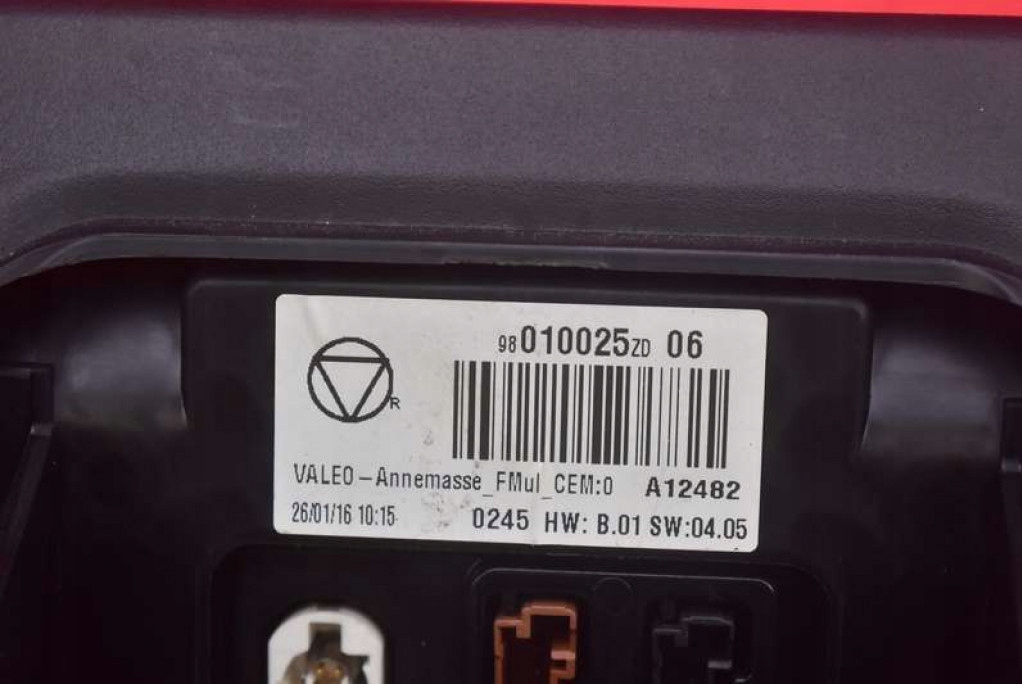 98010025ZD 06
R
VALEO-Annemasse_FMul_CEM:0 A12482
26/01/16 10:15 0245 HW: B.01 SW:04.05